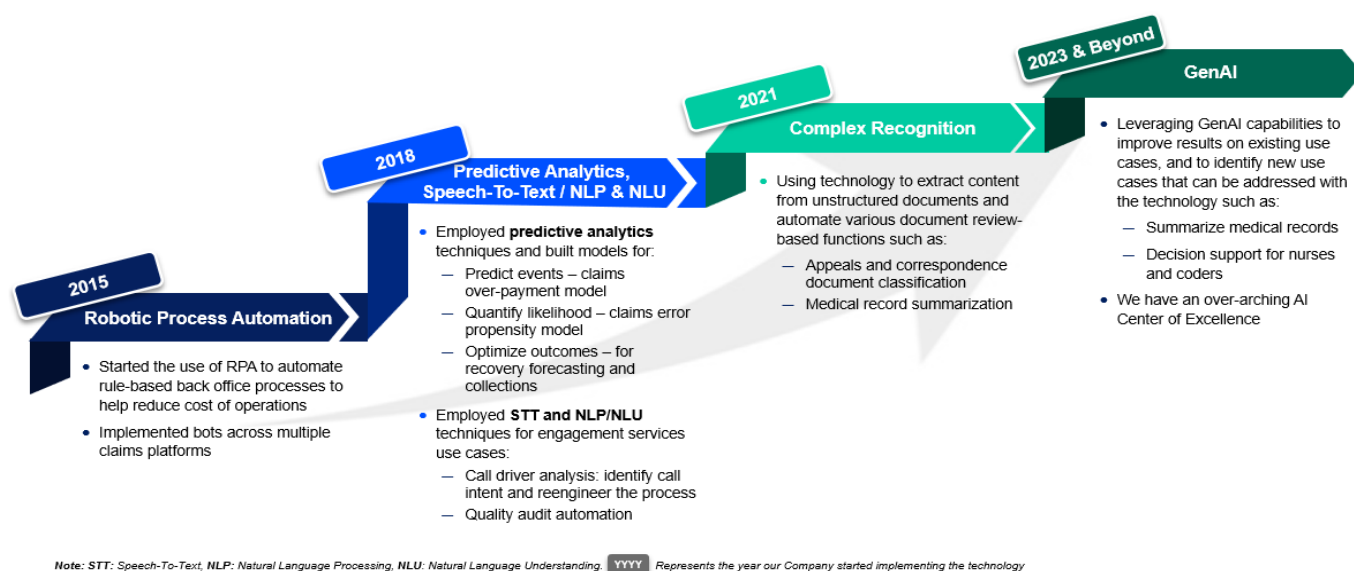 2015
Robotic Process Automation
• Started the use of RPA to automate
rule-based back office processes to
help reduce cost of operations
• Implemented bots across multiple
claims platforms
2018
Predictive Analytics,
Speech-To-Text / NLP & NLU
• Employed predictive analytics
techniques and built models for:
— Predict events – claims
over-payment model
— Quantify likelihood – claims error
propensity model
— Optimize outcomes – for
recovery forecasting and
collections
• Employed STT and NLP/NLU
techniques for engagement services
use cases:
— Call driver analysis: identify call
intent and reengineer the process
— Quality audit automation
2021
Complex Recognition
• Using technology to extract content
from unstructured documents and
automate various document review-
based functions such as:
— Appeals and correspondence
document classification
— Medical record summarization
2023 & Beyond
GenAI
• Leveraging GenAI capabilities to
improve results on existing use
cases, and to identify new use
cases that can be addressed with
the technology such as:
— Summarize medical records
— Decision support for nurses
and coders
• We have an over-arching AI
Center of Excellence
Note: STT: Speech-To-Text, NLP: Natural Language Processing, NLU: Natural Language Understanding. YYYY Represents the year our Company started implementing the technology